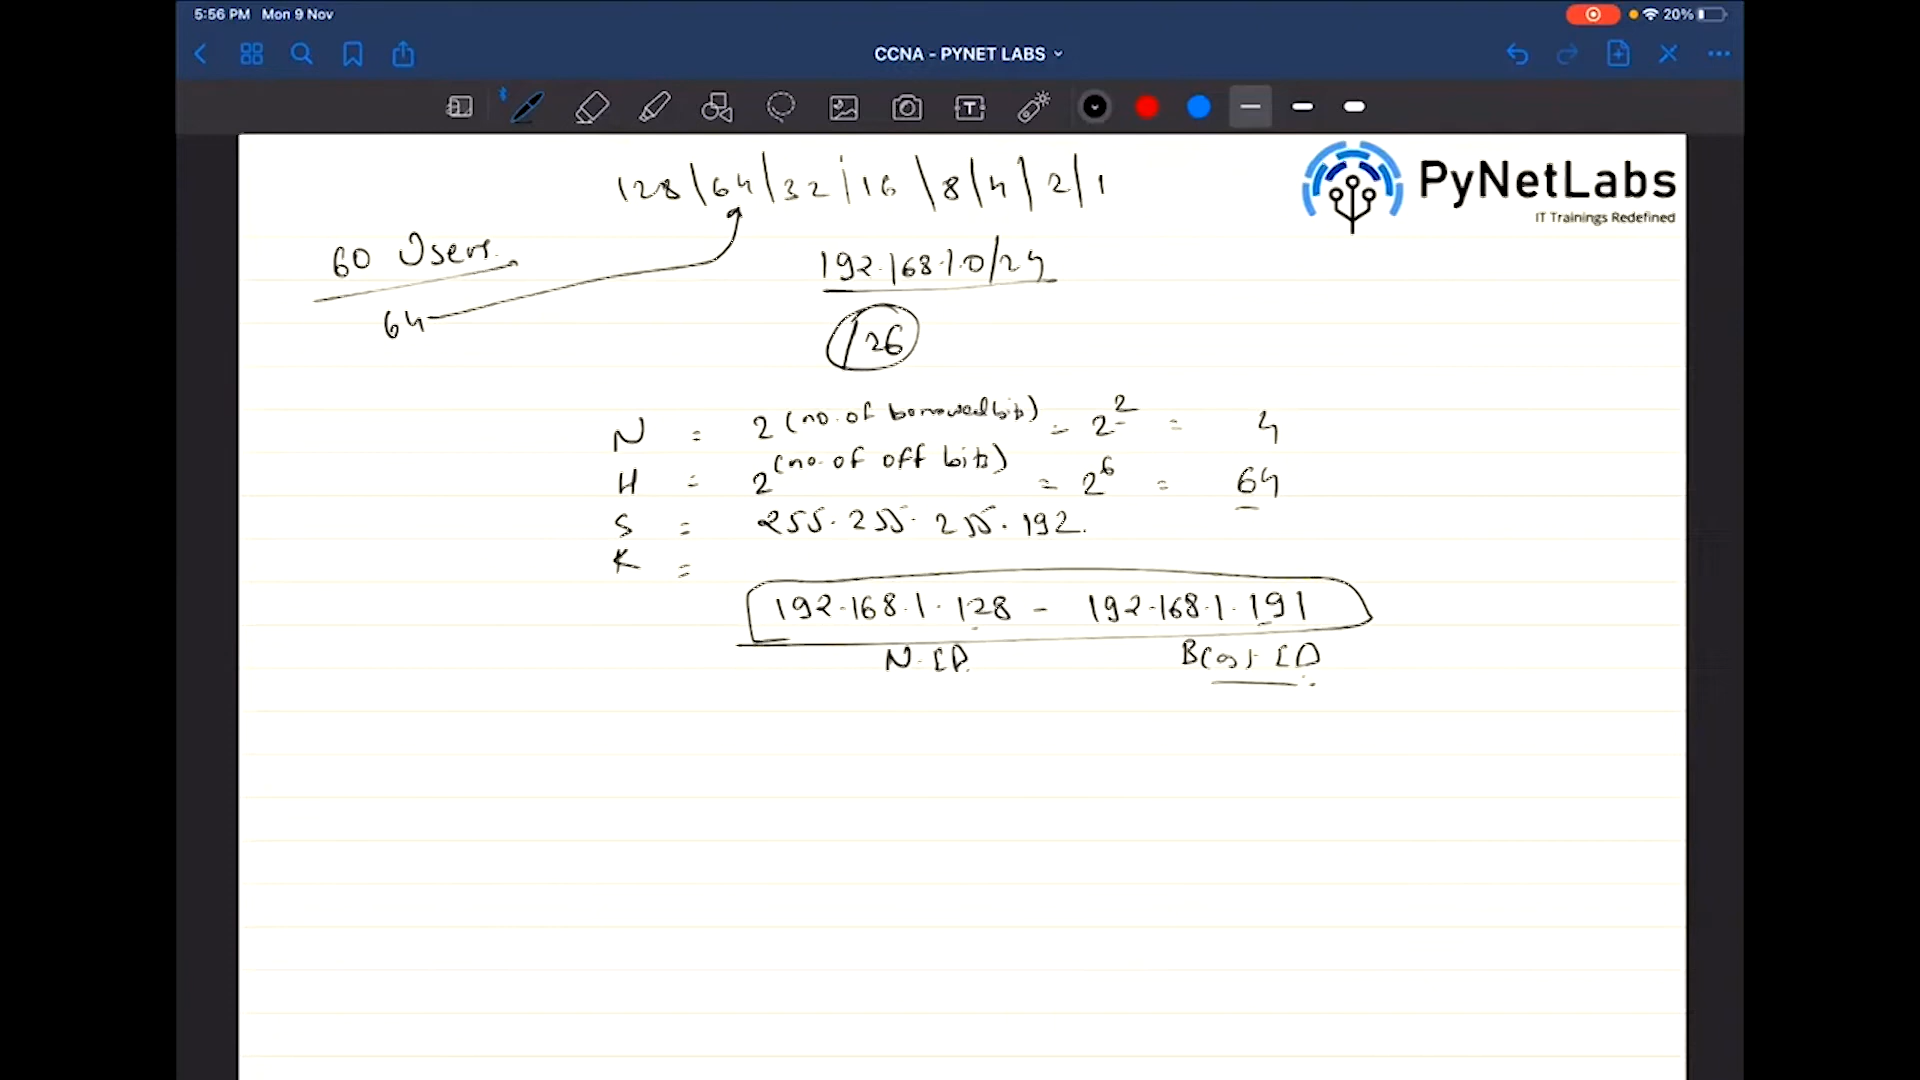 5:56 PM Mon 9 Nov
20%
CCNA - PYNET LABS
128/64/32/16/8/4/2/1
PyNetLabs
IT Trainings Redefined
60 Users
192.168.1.0/24
64
/26
N = 2 (no. of borrowed bits) = 2^2 = 4
H = 2 (no. of off bits) = 2^6 = 64
S = 255.255.255.192.
K =
192.168.1.128 - 192.168.1.191
N.ID. Bcast ID